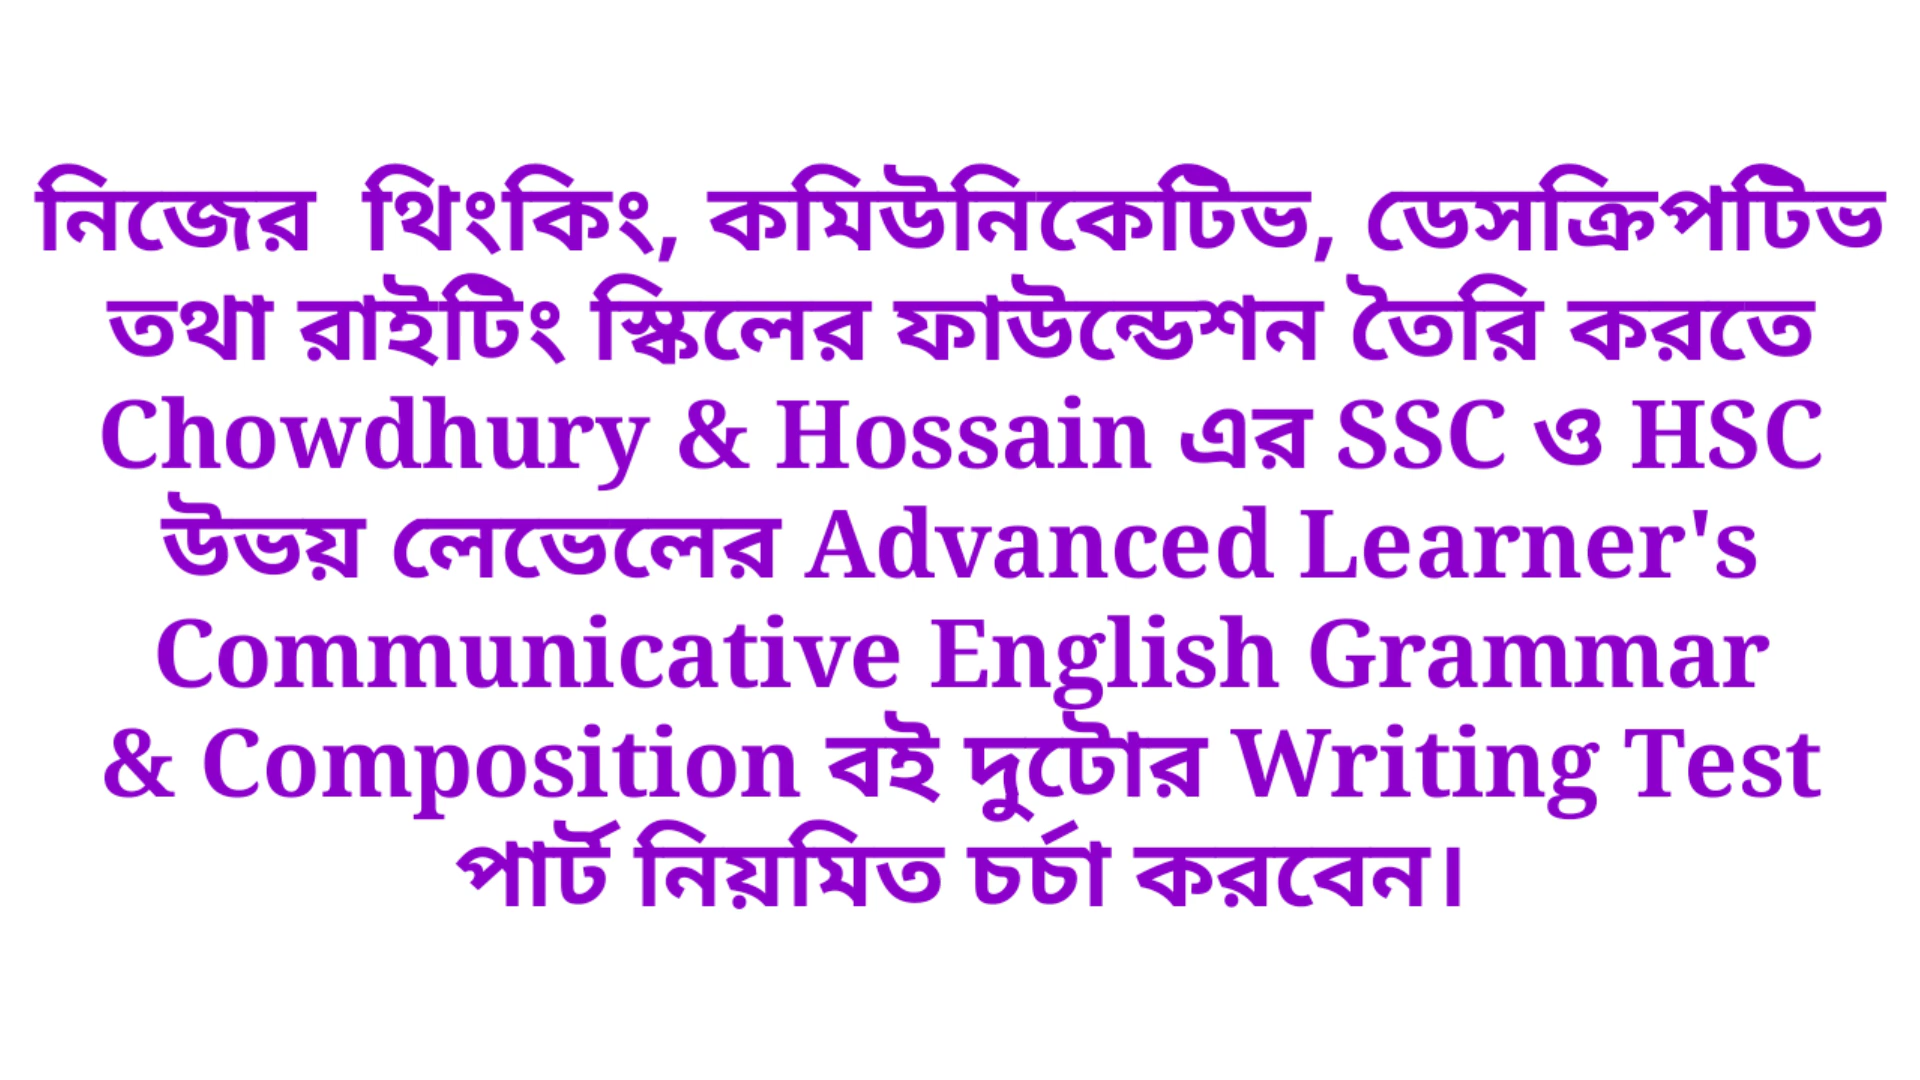 নিজের  থিংকিং, কমিউনিকেটিভ, ডেসক্রিপটিভ
তথা রাইটিং স্কিলের ফাউন্ডেশন তৈরি করতে
Chowdhury & Hossain এর SSC ও HSC
উভয় লেভেলের Advanced Learner's
Communicative English Grammar
& Composition বই দুটোর Writing Test
পার্ট নিয়মিত চর্চা করবেন।